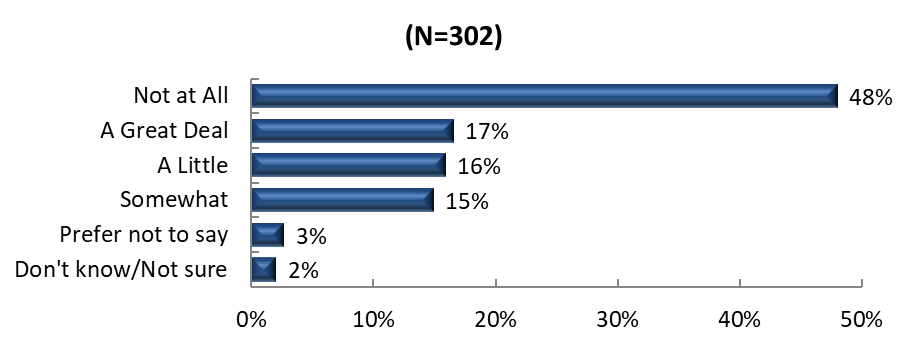 (N=302)
Not at All 48%
A Great Deal 17%
A Little 16%
Somewhat 15%
Prefer not to say 3%
Don't know/Not sure 2%
0% 10% 20% 30% 40% 50%